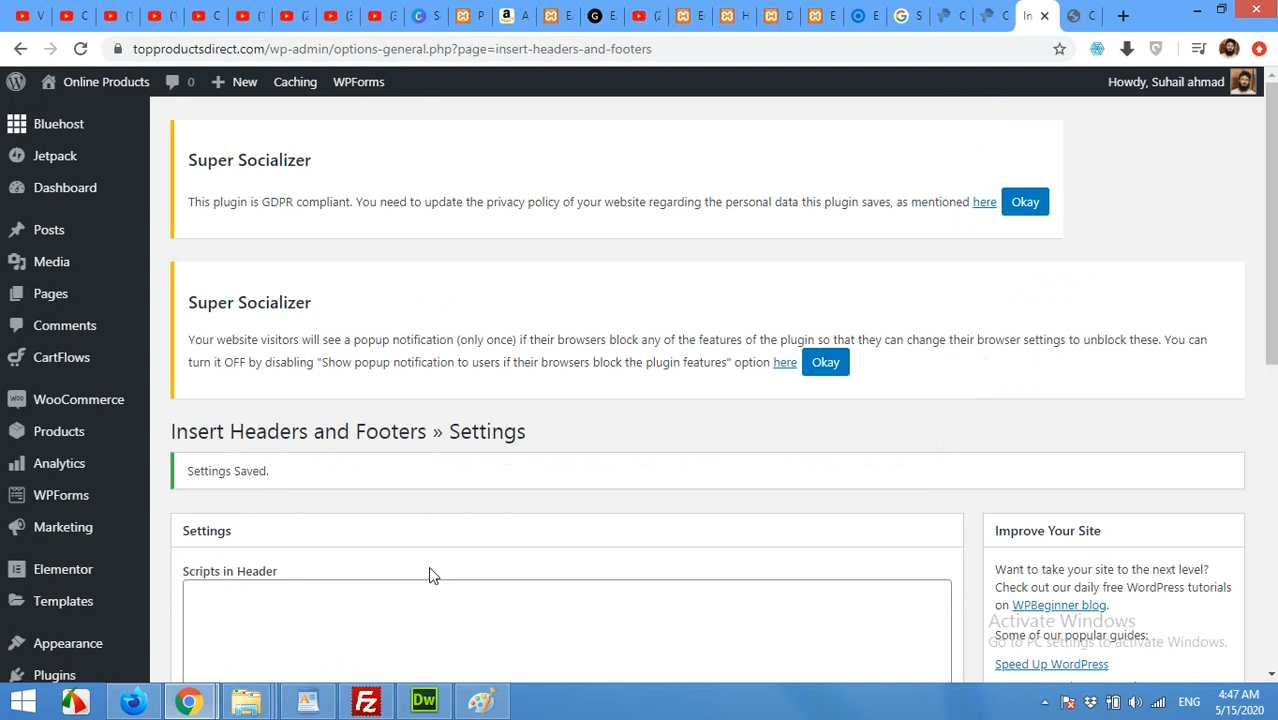 topproductsdirect.com/wp-admin/options-general.php?page=insert-headers-and-footers
Online Products
0
New
Caching
WPForms
Howdy, Suhail ahmad
Bluehost
Jetpack
Dashboard
Posts
Media
Pages
Comments
CartFlows
WooCommerce
Products
Analytics
WPForms
Marketing
Elementor
Templates
Appearance
Plugins
Super Socializer
This plugin is GDPR compliant. You need to update the privacy policy of your website regarding the personal data this plugin saves, as mentioned here
Okay
Super Socializer
Your website visitors will see a popup notification (only once) if their browsers block any of the features of the plugin so that they can change their browser settings to unblock these. You can
turn it OFF by disabling "Show popup notification to users if their browsers block the plugin features" option here
Okay
Insert Headers and Footers » Settings
Settings Saved.
Settings
Scripts in Header
Improve Your Site
Want to take your site to the next level?
Check out our daily free WordPress tutorials
on WPBeginner blog.
Some of our popular guides:
Speed Up WordPress
Activate Windows
Go to PC settings to activate Windows.
Dw
ENG
4:47 AM
5/15/2020